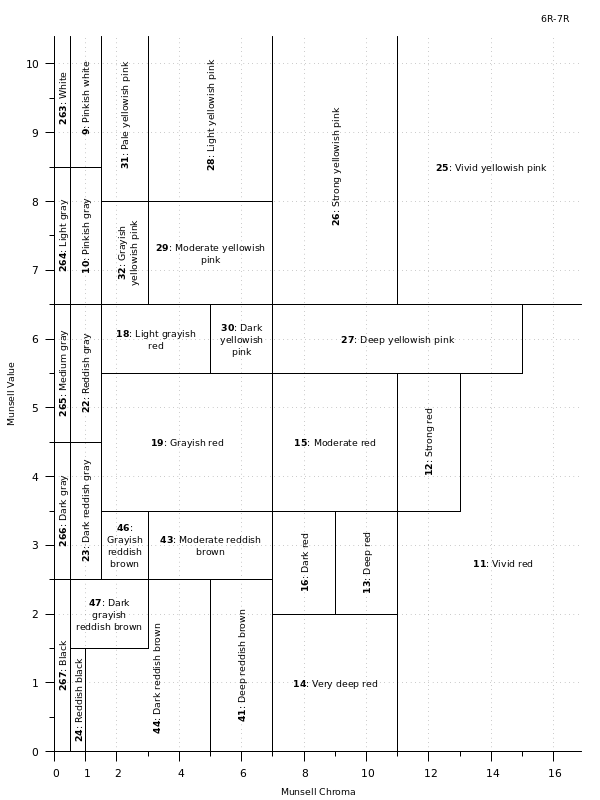 6R-7R
10
9
8
7
6
5
4
3
2
1
0
Munsell Value
263: White
9: Pinkish white
31: Pale yellowish pink
28: Light yellowish pink
26: Strong yellowish pink
25: Vivid yellowish pink
264: Light gray
10: Pinkish gray
32: Grayish
yellowish pink
29: Moderate yellowish
pink
18: Light grayish
red
30: Dark
yellowish
pink
27: Deep yellowish pink
265: Medium gray
22: Reddish gray
19: Grayish red
15: Moderate red
12: Strong red
266: Dark gray
23: Dark reddish gray
46:
Grayish
reddish
brown
43: Moderate reddish
brown
16: Dark red
13: Deep red
11: Vivid red
47: Dark
grayish
reddish brown
267: Black
24: Reddish black
44: Dark reddish brown
41: Deep reddish brown
14: Very deep red
0
1
2
4
6
8
10
12
14
16
Munsell Chroma